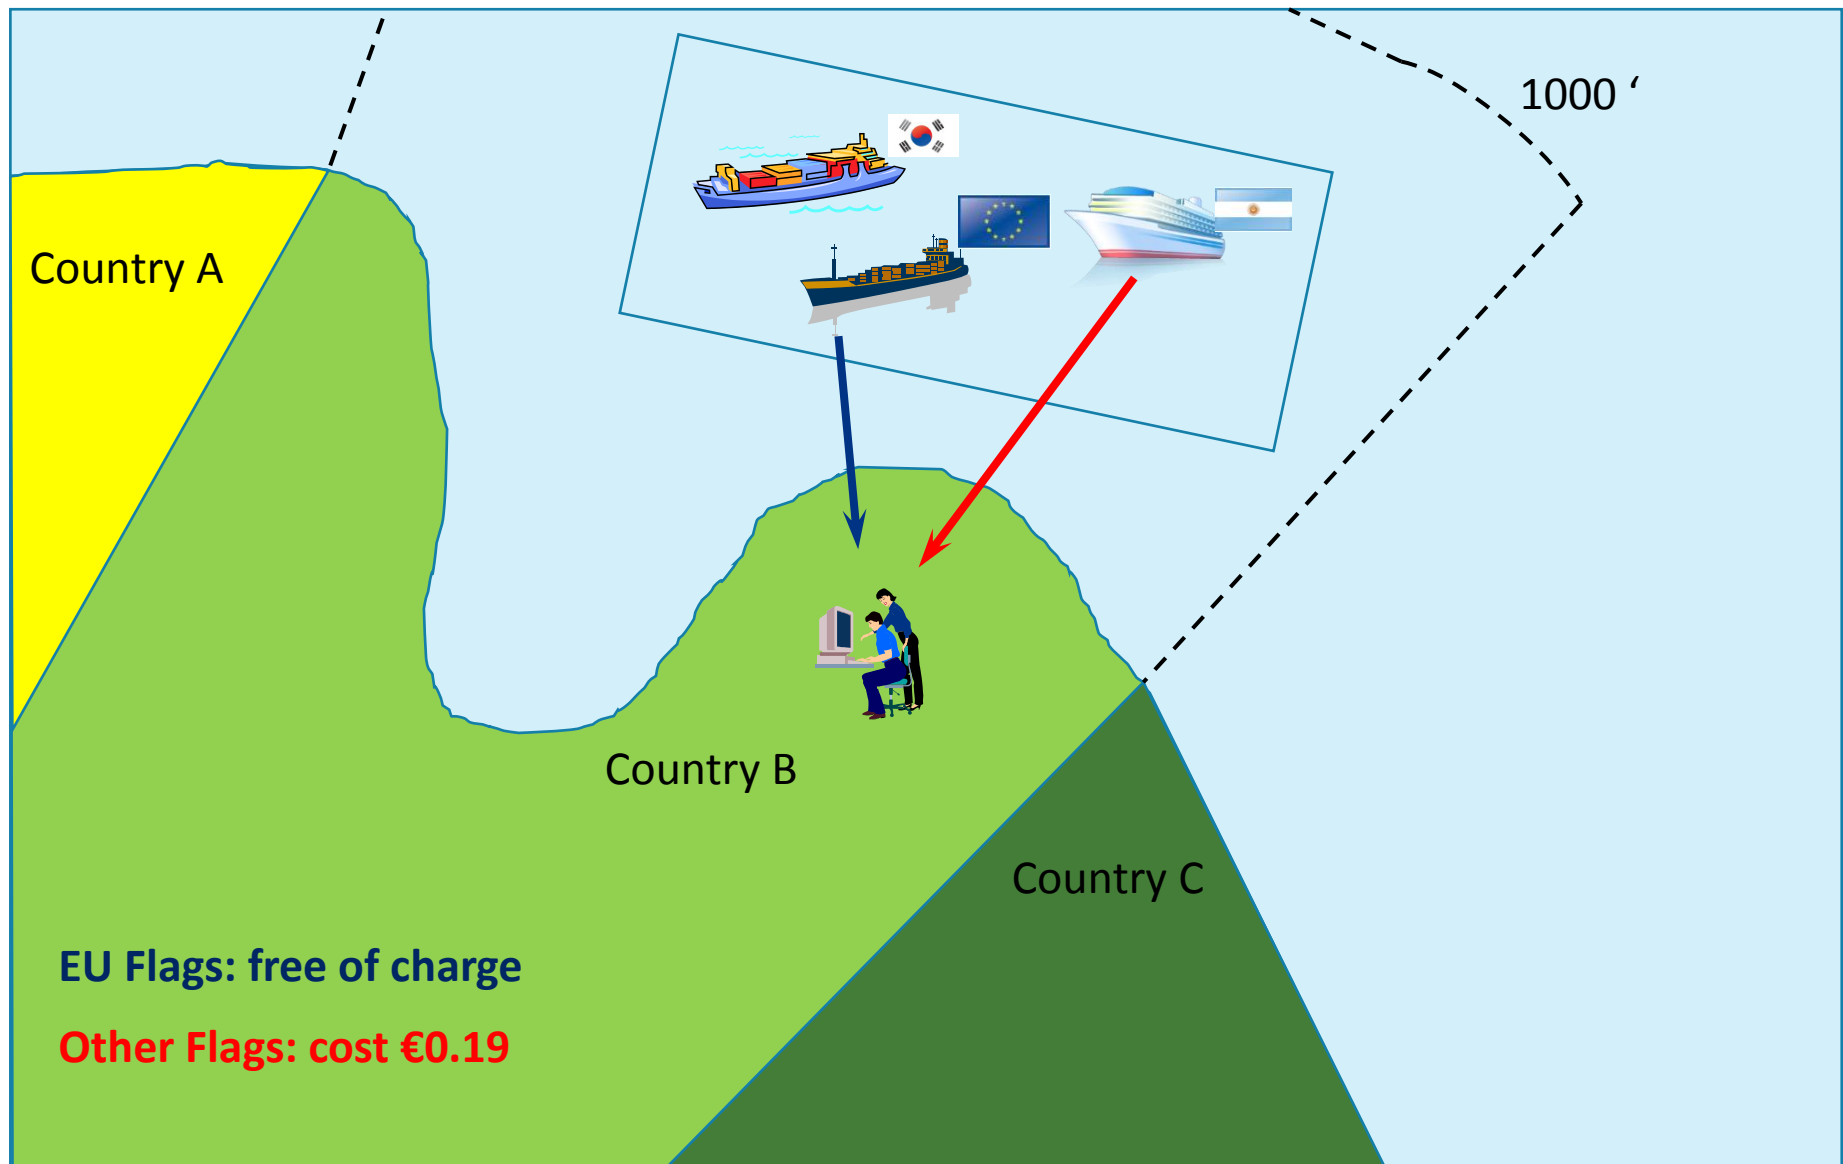 1000 ‘
Country A
Country B
Country C
EU Flags: free of charge
Other Flags: cost €0.19